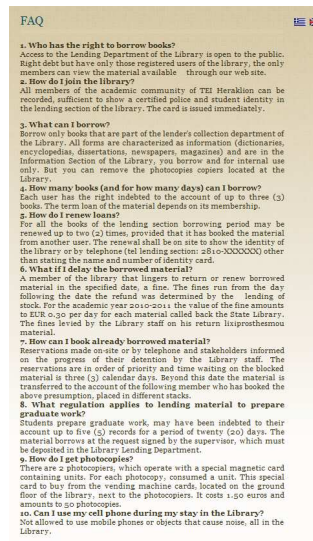 FAQ
1. Who has the right to borrow books?
Access to the Lending Department of the Library is open to the public.
Right debt but have only those registered users of the library, the only
members can view the material available through our web site.
2. How do I join the library?
All members of the academic community of TEI Heraklion can be
recorded, sufficient to show a certified police and student identity in
the lending section of the library. The card is issued immediately.
3. What can I borrow?
Borrow only books that are part of the lender's collection department of
the Library. All forms are characterized as information (dictionaries,
encyclopedias, dissertations, newspapers, magazines) and are in the
Information Section of the Library, you borrow and for internal use
only. But you can remove the photocopies copiers located at the
Library.
4. How many books (and for how many days) can I borrow?
Each user has the right indebted to the account of up to three (3)
books. The term loan of the material depends on its membership.
5. How do I renew loans?
For all the books of the lending section borrowing period may be
renewed up to two (2) times, provided that it has booked the material
from another user. The renewal shall be on site to show the identity of
the library or by telephone (tel lending section: 2810-XXXXXX) other
than stating the name and number of identity card.
6. What if I delay the borrowed material?
A member of the library that lingers to return or renew borrowed
material in the specified date, a fine. The fines run from the day
following the date the refund was determined by the lending of
stock. For the academic year 2010-2011 the value of the fine amounts
to EUR 0.30 per day for each material called back the State Library.
The fines levied by the Library staff on his return lixiprosthesmou
material.
7. How can I book already borrowed material?
Reservations made on-site or by telephone and stakeholders informed
on the progress of their detention by the Library staff. The
reservations are in order of priority and time waiting on the blocked
material is three (3) calendar days. Beyond this date the material is
transferred to the account of the following member who has booked the
above presumption, placed in different stacks.
8. What regulation applies to lending material to prepare
graduate work?
Students prepare graduate work, may have been indebted to their
account up to five (5) records for a period of twenty (20) days. The
material borrows at the request signed by the supervisor, which must
be deposited in the Library Lending Department.
9. How do I get photocopies?
There are 2 photocopiers, which operate with a special magnetic card
containing units. For each photocopy, consumed a unit. This special
card to buy from the vending machine cards, located on the ground
floor of the library, next to the photocopiers. It costs 1.50 euros and
amounts to 50 photocopies.
10. Can I use my cell phone during my stay in the Library?
Not allowed to use mobile phones or objects that cause noise, all in the
Library.